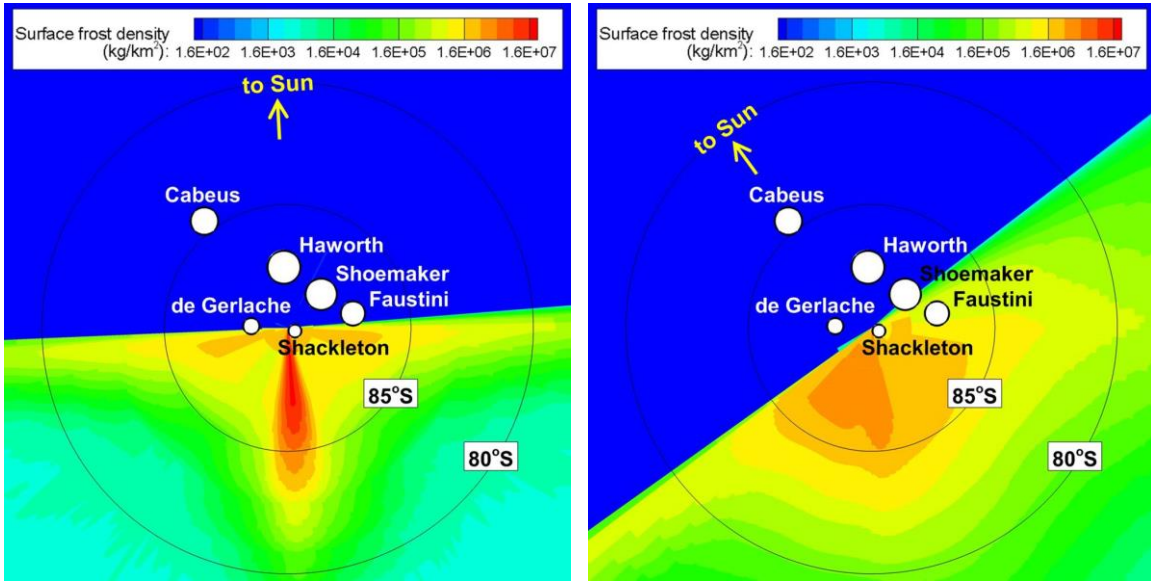 Surface frost density
(kg/km²): 1.6E+02 1.6E+03 1.6E+04 1.6E+05 1.6E+06 1.6E+07
to Sun
Cabeus
Haworth
Shoemaker
de Gerlache Faustini
Shackleton
85°S
80°S
Surface frost density
(kg/km²): 1.6E+02 1.6E+03 1.6E+04 1.6E+05 1.6E+06 1.6E+07
to Sun
Cabeus
Haworth
Shoemaker
de Gerlache Faustini
Shackleton
85°S
80°S